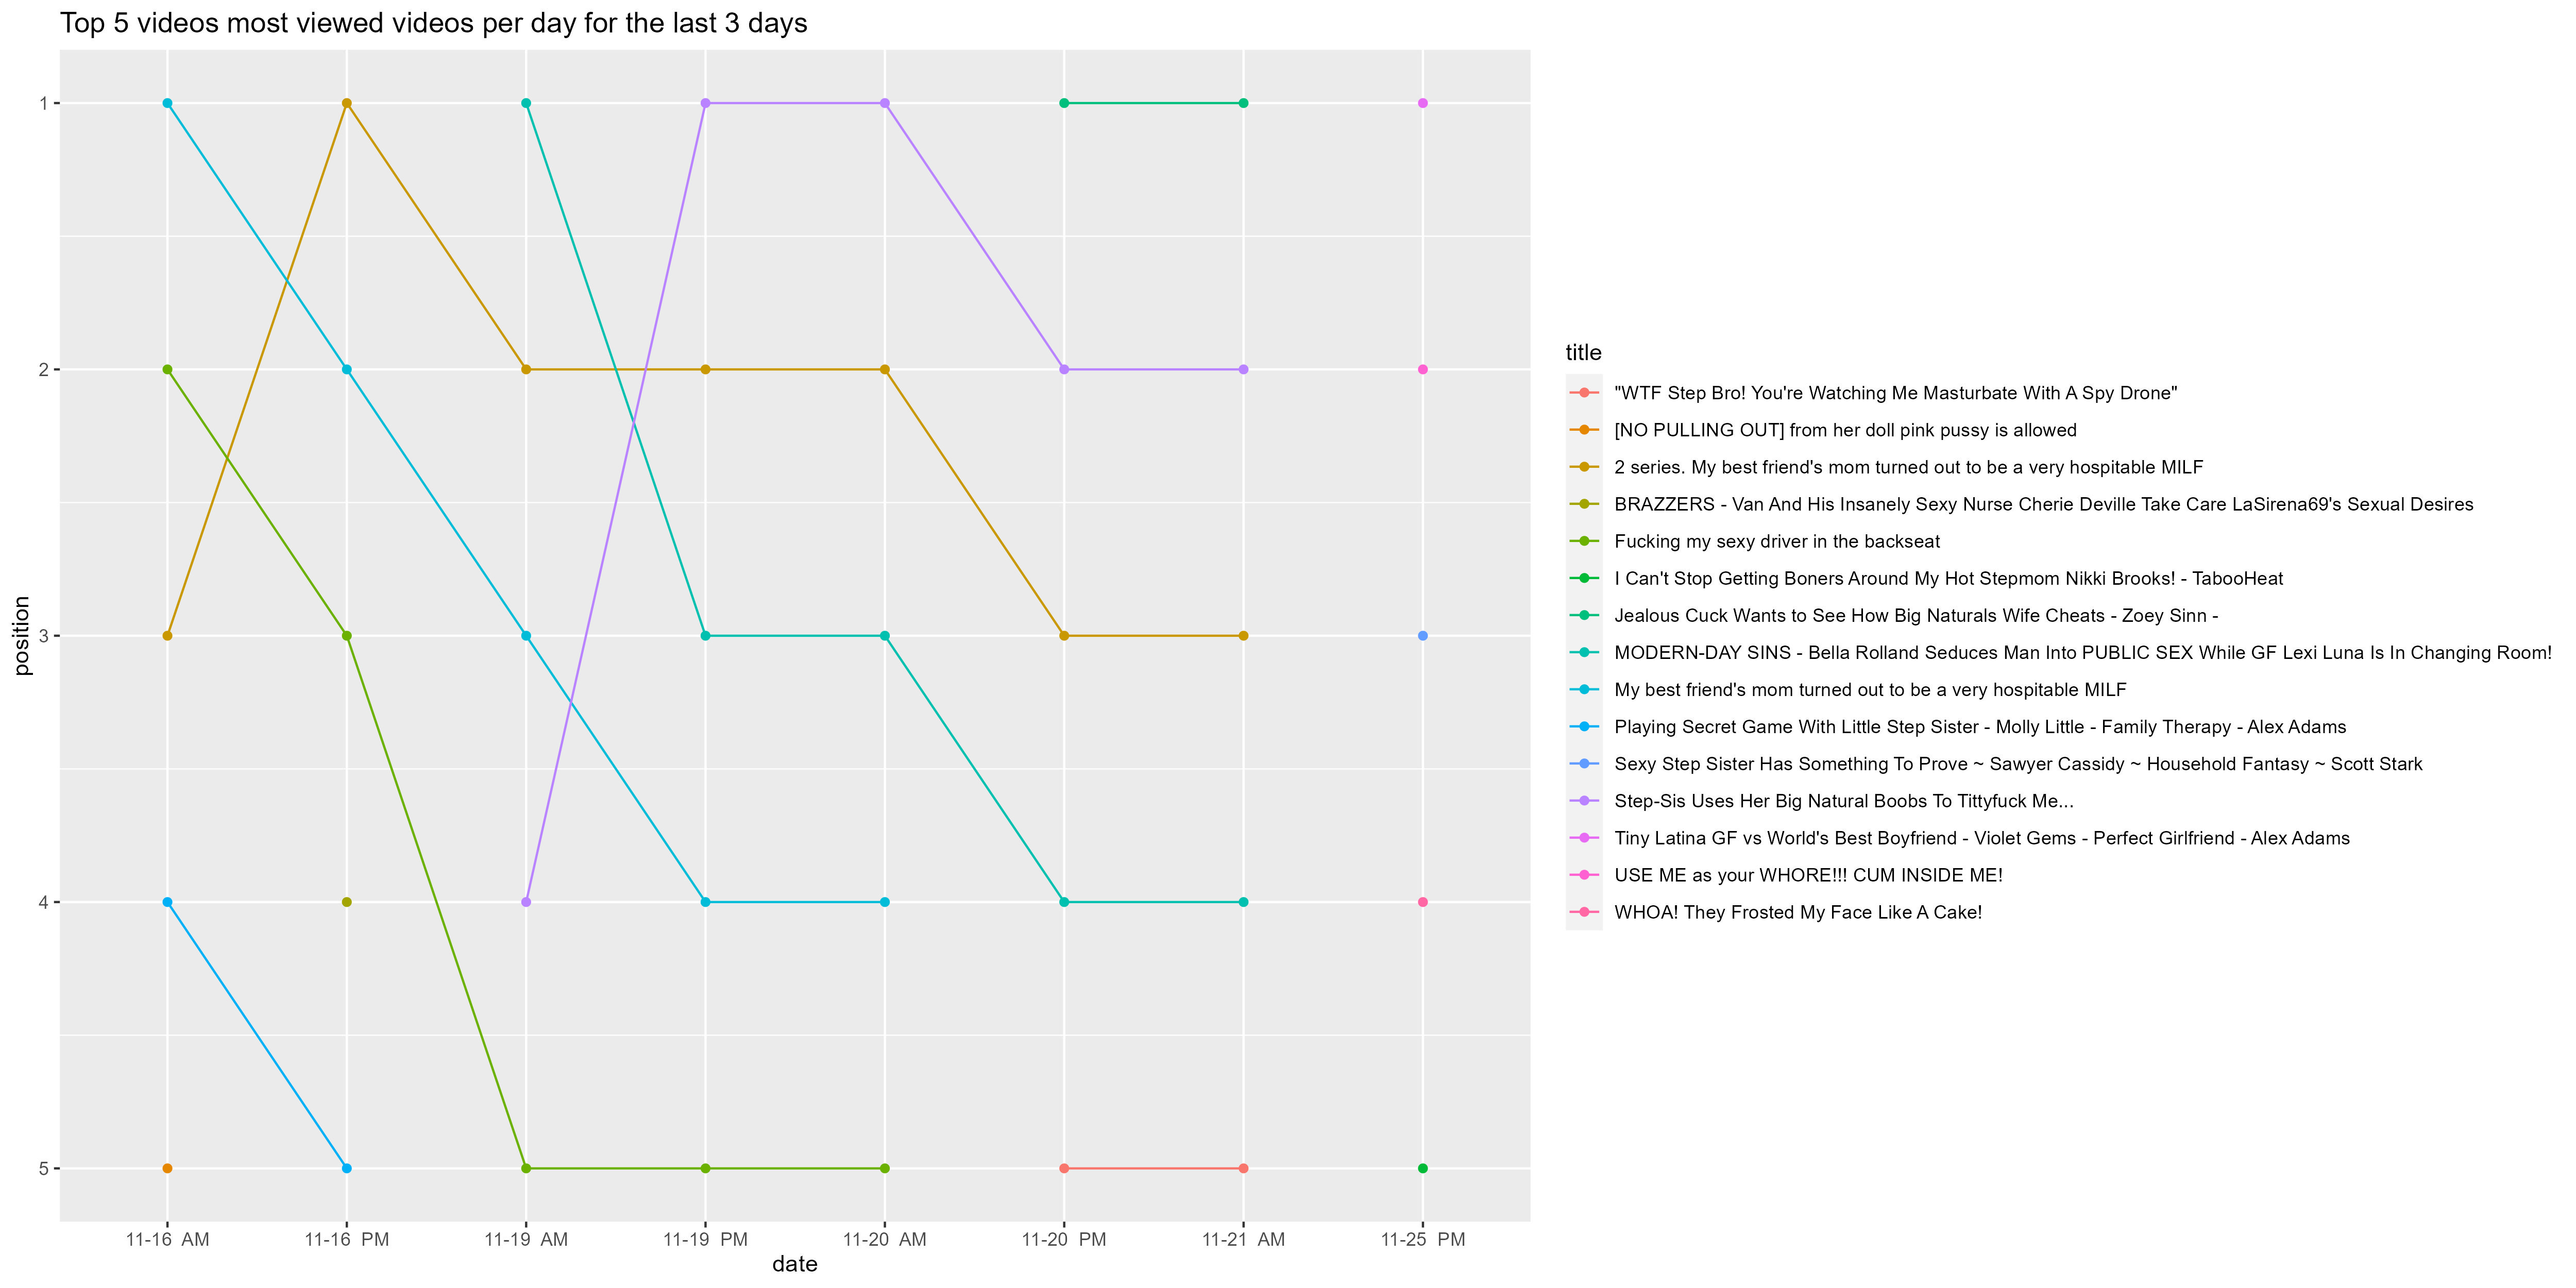 Top 5 videos most viewed videos per day for the last 3 days
position
1
2
3
4
5
11-16 AM
11-16 PM
11-19 AM
11-19 PM
11-20 AM
11-20 PM
11-21 AM
11-25 PM
date
title
"WTF Step Bro! You're Watching Me Masturbate With A Spy Drone"
[NO PULLING OUT] from her doll pink pussy is allowed
2 series. My best friend's mom turned out to be a very hospitable MILF
BRAZZERS - Van And His Insanely Sexy Nurse Cherie Deville Take Care LaSirena69's Sexual Desires
Fucking my sexy driver in the backseat
I Can't Stop Getting Boners Around My Hot Stepmom Nikki Brooks! - TabooHeat
Jealous Cuck Wants to See How Big Naturals Wife Cheats - Zoey Sinn -
MODERN-DAY SINS - Bella Rolland Seduces Man Into PUBLIC SEX While GF Lexi Luna Is In Changing Room!
My best friend's mom turned out to be a very hospitable MILF
Playing Secret Game With Little Step Sister - Molly Little - Family Therapy - Alex Adams
Sexy Step Sister Has Something To Prove ~ Sawyer Cassidy ~ Household Fantasy ~ Scott Stark
Step-Sis Uses Her Big Natural Boobs To Tittyfuck Me...
Tiny Latina GF vs World's Best Boyfriend - Violet Gems - Perfect Girlfriend - Alex Adams
USE ME as your WHORE!!! CUM INSIDE ME!
WHOA! They Frosted My Face Like A Cake!